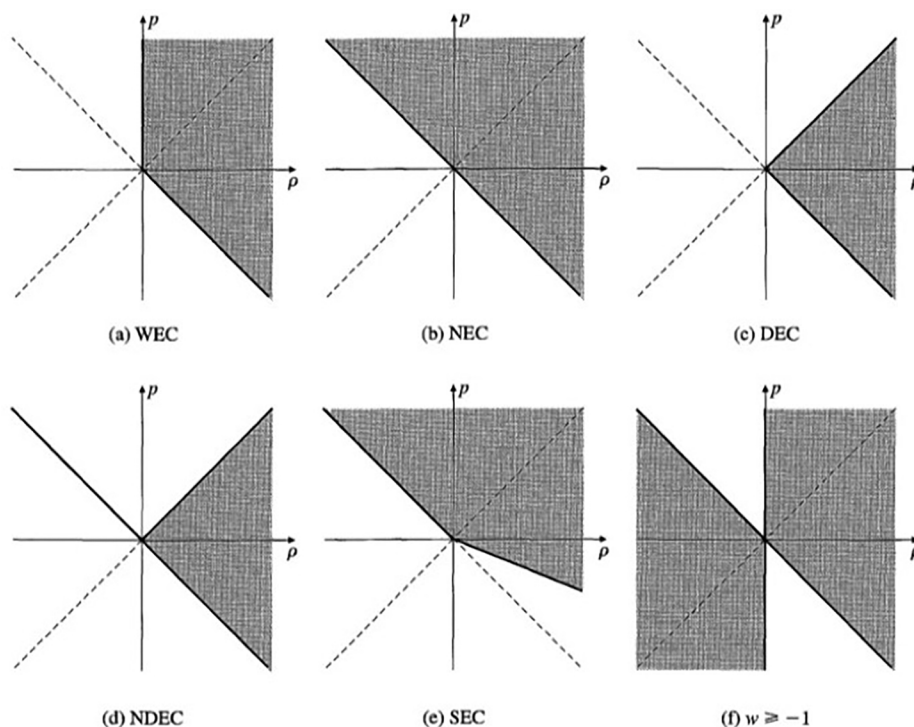 p p p
ρ ρ ρ
(a) WEC (b) NEC (c) DEC
p p p
ρ ρ ρ
(d) NDEC (e) SEC (f) w ⩾ −1